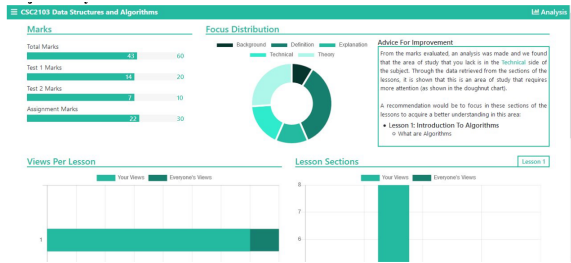 ≡ CSC2103 Data Structures and Algorithms
Analysis
Marks
Total Marks
43 60
Test 1 Marks
14 20
Test 2 Marks
7 10
Assignment Marks
22 30
Focus Distribution
Background Definition Explanation
Technical Theory
Advice For Improvement
From the marks evaluated, an analysis was made and we found
that the area of study that you lack is in the Technical side of
the subject. Through the data retrieved from the sections of the
lessons, it is shown that this is an area of study that requires
more attention (as shown in the doughnut chart).
A recommendation would be to focus in these sections of the
lessons to acquire a better understanding in this area:
• Lesson 1: Introduction To Algorithms
○ What are Algorithms
Views Per Lesson
Your Views Everyone's Views
1
Lesson Sections
Lesson 1
Your Views Everyone's Views
8
7
6